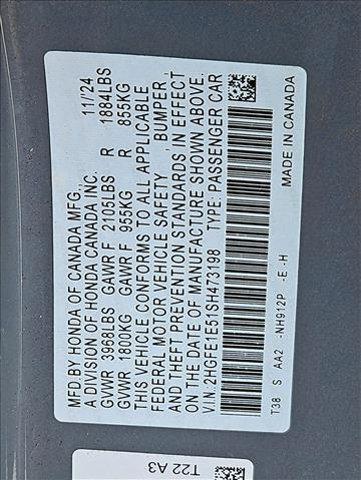 MFD. BY HONDA OF CANADA MFG.,
A DIVISION OF HONDA CANADA INC. 11/24
GVWR 3968LBS GAWR F 2105LBS R 1884LBS
GVWR 1800KG GAWR F 955KG R 855KG
THIS VEHICLE CONFORMS TO ALL APPLICABLE
FEDERAL MOTOR VEHICLE SAFETY , BUMPER,
AND THEFT PREVENTION STANDARDS IN EFFECT
ON THE DATE OF MANUFACTURE SHOWN ABOVE.
V.I.N. 2HGFE1E51SH473198 TYPE: PASSENGER CAR
T38 S AA2 -NH912P -E -H MADE IN CANADA
T22 A3